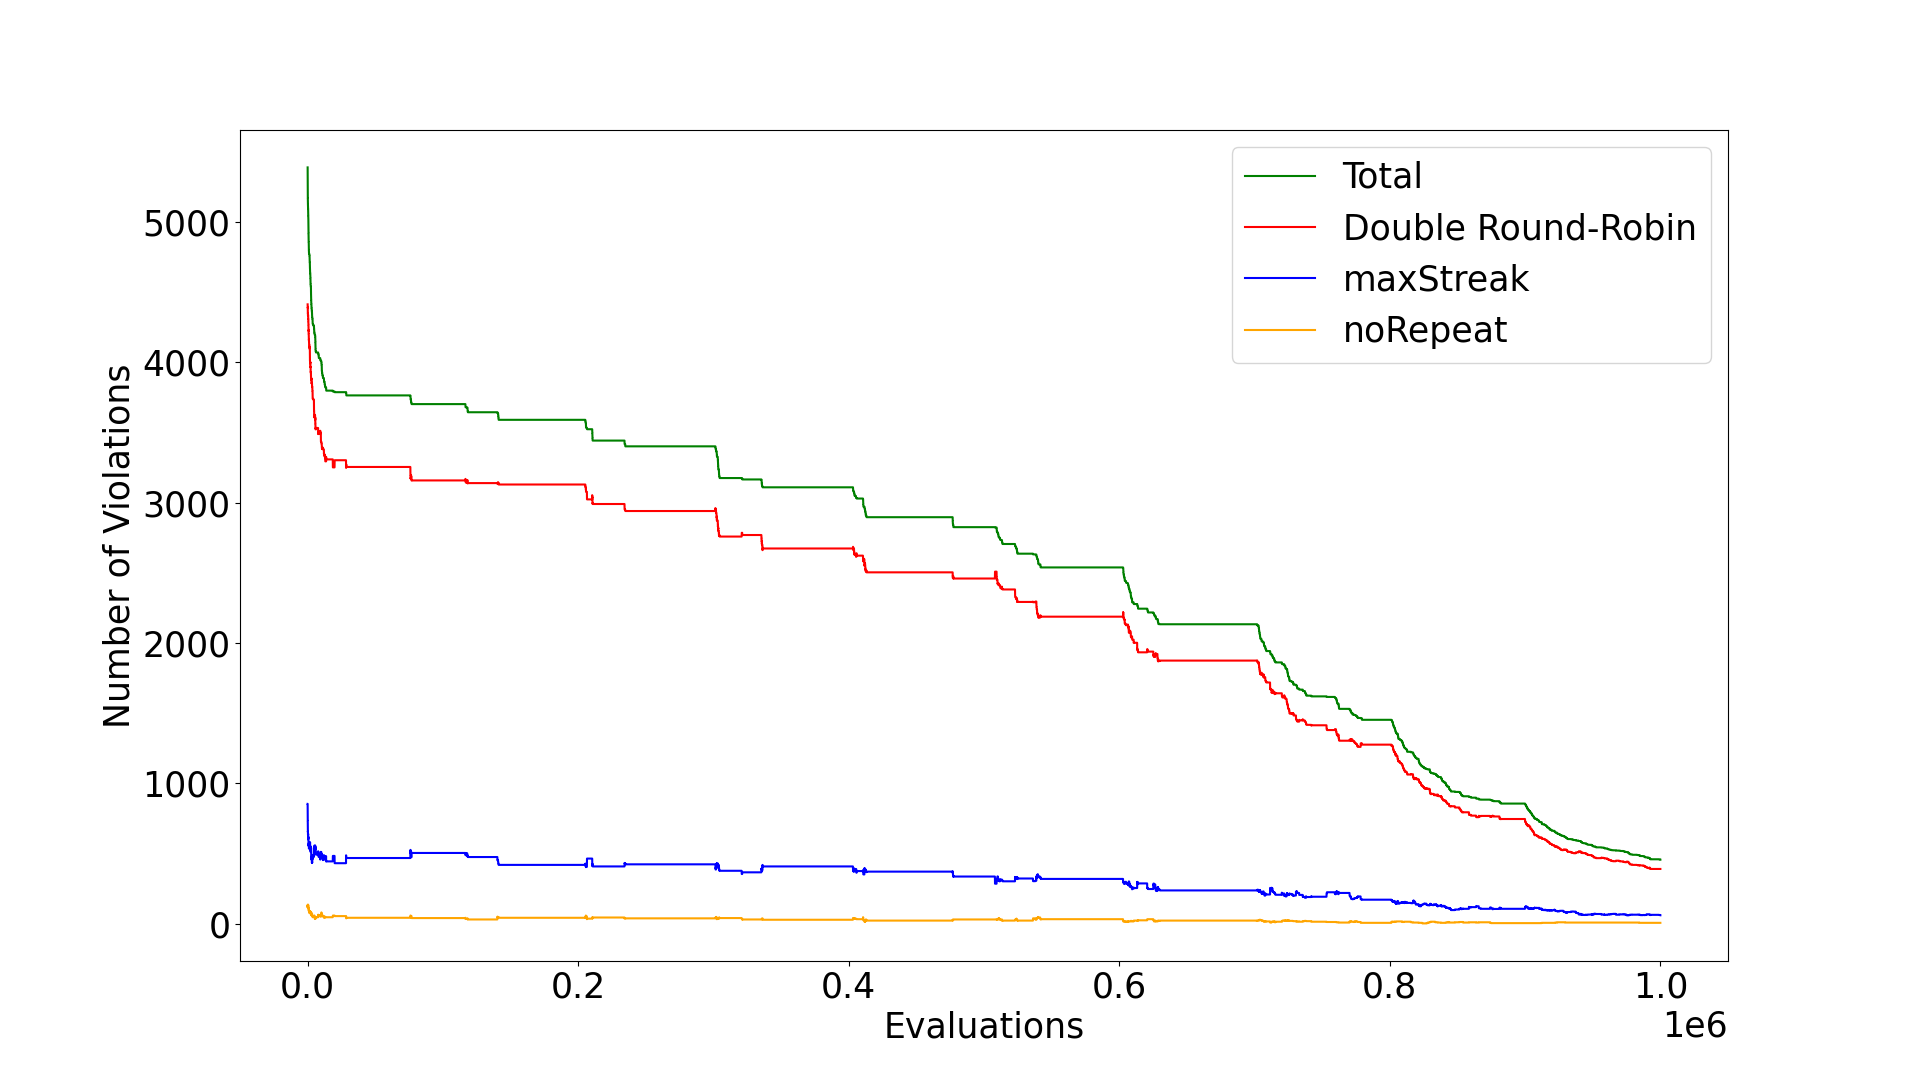 Total
Double Round-Robin
maxStreak
noRepeat
Number of Violations
5000
4000
3000
2000
1000
0
0.0 0.2 0.4 0.6 0.8 1.0
Evaluations
1e6